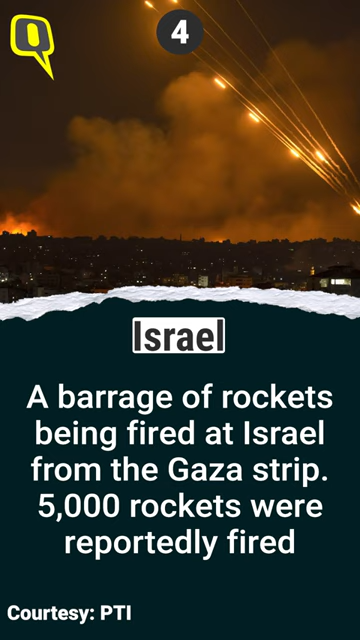 4
Israel
A barrage of rockets
being fired at Israel
from the Gaza strip.
5,000 rockets were
reportedly fired
Courtesy: PTI